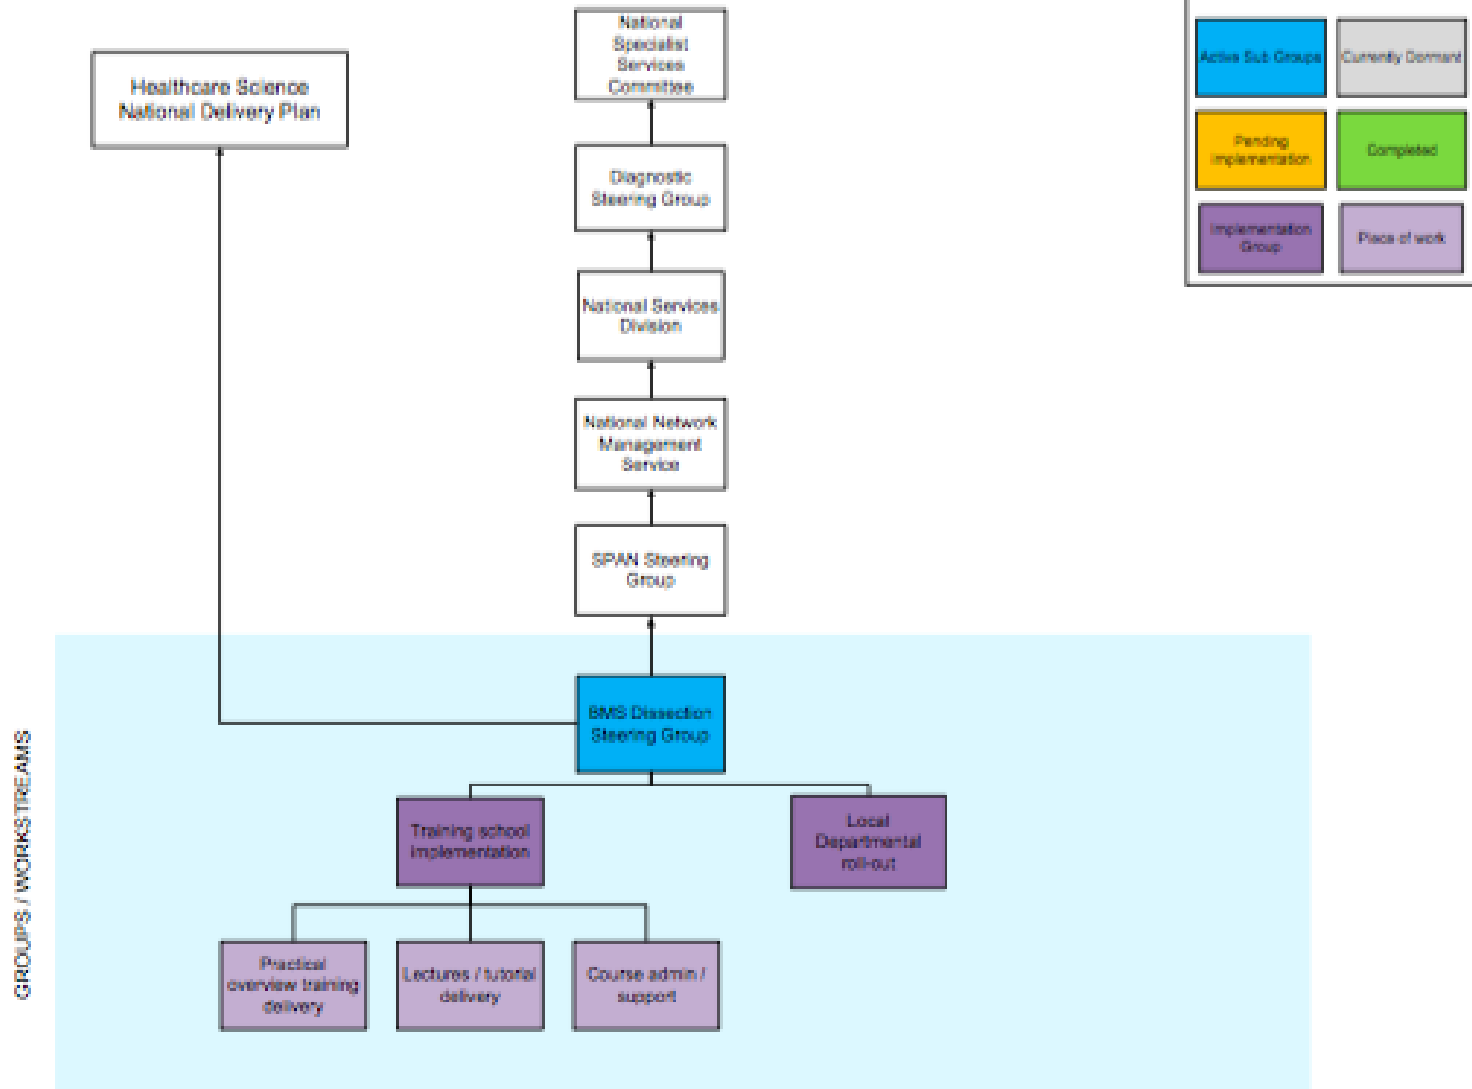 National
Specialist
Services
Committee
Healthcare Science
National Delivery Plan
Active Sub Groups
Currently Dormant
Pending
implementation
Completed
Implementation
Group
Piece of work
Diagnostic
Steering Group
National Services
Division
National Network
Management
Service
SPAN Steering
Group
GROUPS / WORKSTREAMS
BMS Dissection
Steering Group
Training school
implementation
Local
Departmental
roll-out
Practical
overview training
delivery
Lectures / tutorial
delivery
Course admin /
support